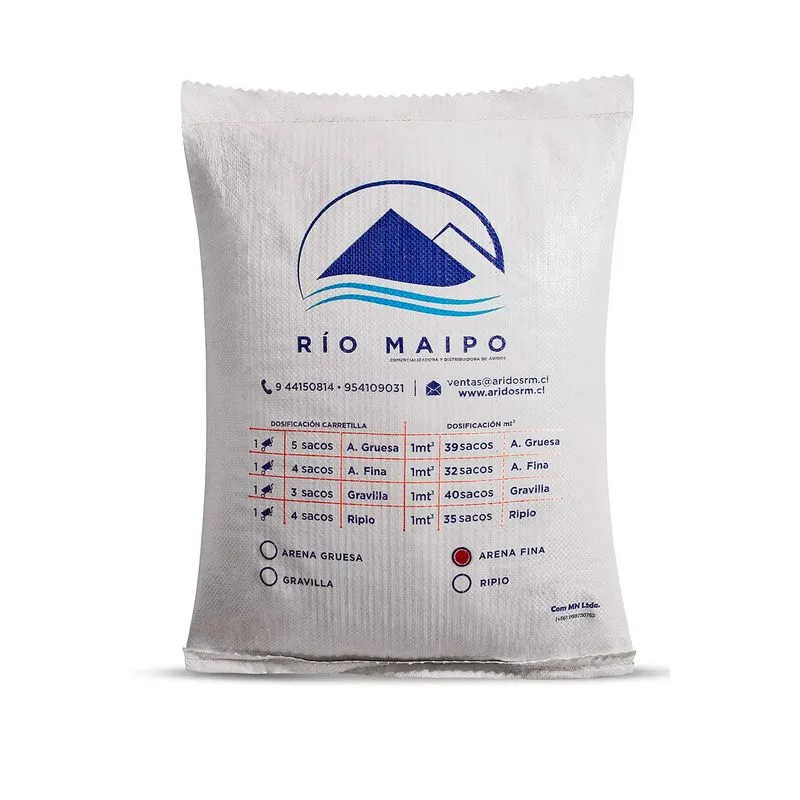 RÍO MAIPO
COMERCIALIZADORA Y DISTRIBUIDORA DE ÁRIDOS
9 44150814 • 954109031 | ventas@aridosrm.cl
www.aridosrm.cl
DOSIFICACIÓN CARRETILLA DOSIFICACIÓN mt³
1 5 sacos A. Gruesa 1mt³ 39 sacos A. Gruesa
1 4 sacos A. Fina 1mt³ 32 sacos A. Fina
1 3 sacos Gravilla 1mt³ 40 sacos Gravilla
1 4 sacos Ripio 1mt³ 35 sacos Ripio
ARENA GRUESA ARENA FINA
GRAVILLA RIPIO
Com MN Ltda.